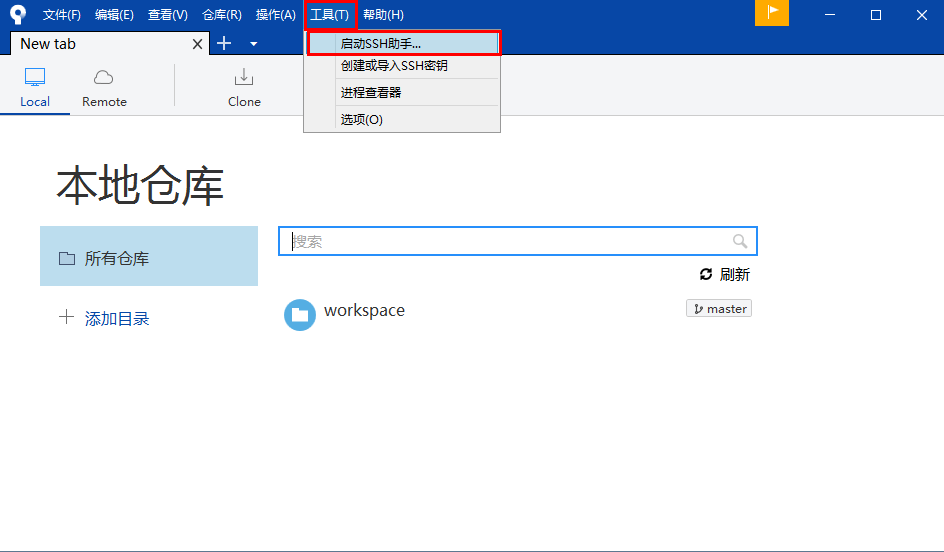 文件(F) 编辑(E) 查看(V) 仓库(R) 操作(A) 工具(T) 帮助(H)
New tab
启动SSH助手...
创建或导入SSH密钥
进程查看器
选项(O)
Local Remote Clone
本地仓库
所有仓库
添加目录
搜索
刷新
workspace master